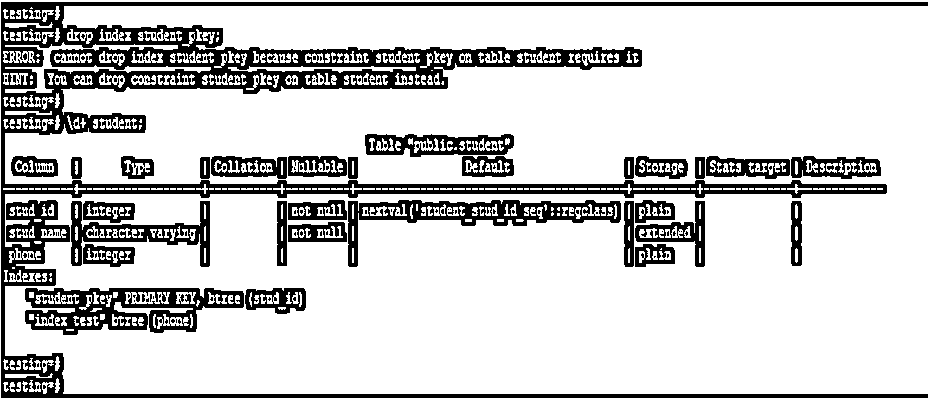 testing=#
testing=# drop index student_pkey;
ERROR: cannot drop index student_pkey because constraint student_pkey on table student requires it
HINT: You can drop constraint student_pkey on table student instead.
testing=#
testing=# \d+ student;
Table "public.student"
Column | Type | Collation | Nullable | Default | Storage | Stats target | Description
stud_id | integer | | not null | nextval('student_stud_id_seq'::regclass) | plain | |
stud_name | character varying | | not null | | extended | |
phone | integer | | | | plain | |
Indexes:
"student_pkey" PRIMARY KEY, btree (stud_id)
"index_test" btree (phone)
testing=#
testing=#